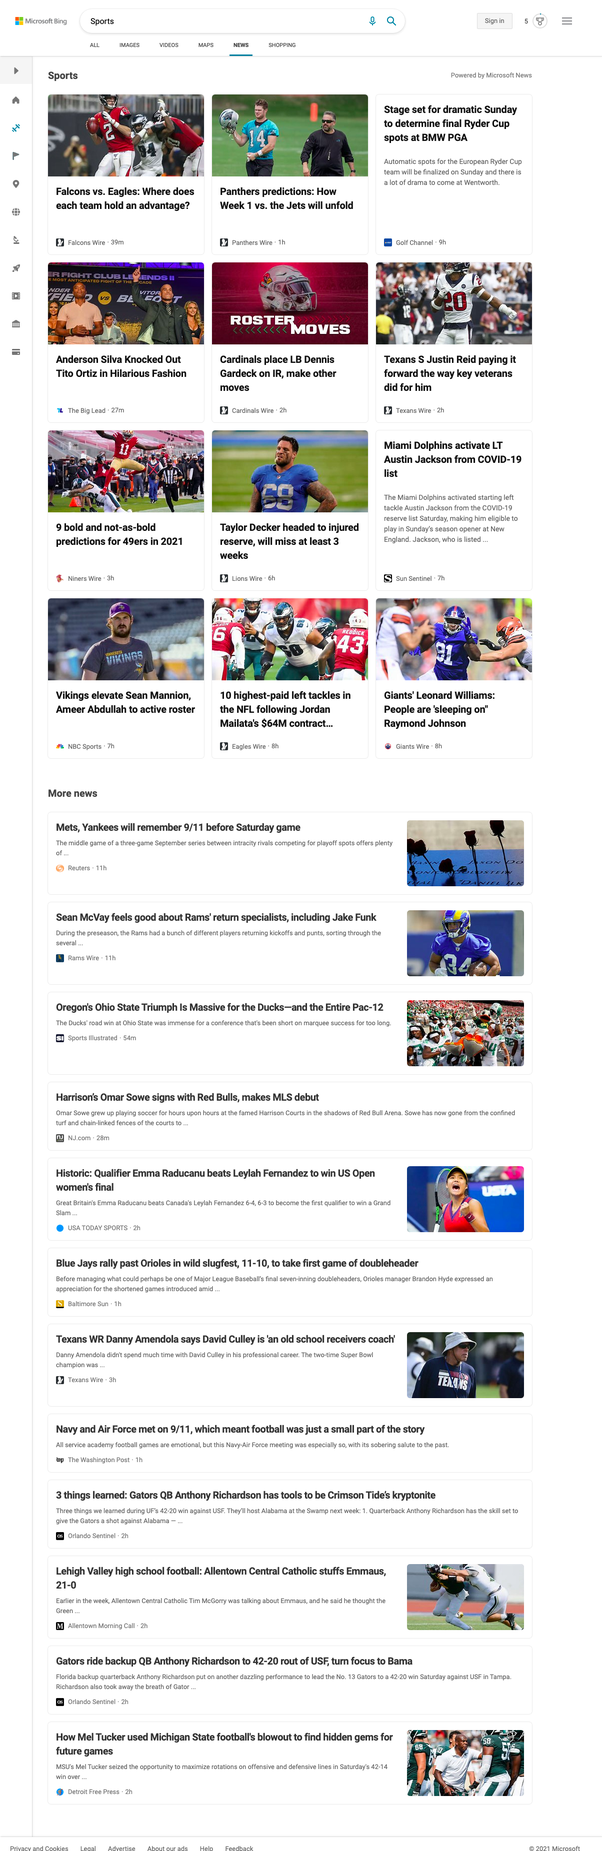 Microsoft Bing
Sports
Sign in
5
ALL IMAGES VIDEOS MAPS NEWS SHOPPING
Sports
Powered by Microsoft News
Falcons vs. Eagles: Where does
each team hold an advantage?
Falcons Wire · 39m
Panthers predictions: How
Week 1 vs. the Jets will unfold
Panthers Wire · 1h
Stage set for dramatic Sunday
to determine final Ryder Cup
spots at BMW PGA
Automatic spots for the European Ryder Cup
team will be finalized on Sunday and there is
a lot of drama to come at Wentworth.
Golf Channel · 9h
Anderson Silva Knocked Out
Tito Ortiz in Hilarious Fashion
The Big Lead · 27m
ROSTER
MOVES
Cardinals place LB Dennis
Gardeck on IR, make other
moves
Cardinals Wire · 2h
20
Texans S Justin Reid paying it
forward the way key veterans
did for him
Texans Wire · 2h
11
9 bold and not-as-bold
predictions for 49ers in 2021
Niners Wire · 3h
68
Taylor Decker headed to injured
reserve, will miss at least 3
weeks
Lions Wire · 6h
Miami Dolphins activate LT
Austin Jackson from COVID-19
list
The Miami Dolphins activated starting left
tackle Austin Jackson from the COVID-19
reserve list Saturday, making him eligible to
play in Sunday's season opener at New
England. Jackson, who is listed ...
Sun Sentinel · 7h
VIKINGS
Vikings elevate Sean Mannion,
Ameer Abdullah to active roster
NBC Sports · 7h
43
10 highest-paid left tackles in
the NFL following Jordan
Mailata's $64M contract...
Eagles Wire · 8h
91
Giants' Leonard Williams:
People are 'sleeping on"
Raymond Johnson
Giants Wire · 8h
More news
Mets, Yankees will remember 9/11 before Saturday game
The middle game of a three-game September series between intracity rivals competing for playoff spots offers plenty
of ...
Reuters · 11h
Sean McVay feels good about Rams' return specialists, including Jake Funk
During the preseason, the Rams had a bunch of different players returning kickoffs and punts, sorting through the
several ...
Rams Wire · 11h
34
Oregon's Ohio State Triumph Is Massive for the Ducks—and the Entire Pac-12
The Ducks' road win at Ohio State was immense for a conference that's been short on marquee success for too long.
Sports Illustrated · 54m
Harrison's Omar Sowe signs with Red Bulls, makes MLS debut
Omar Sowe grew up playing soccer for hours upon hours at the famed Harrison Courts in the shadows of Red Bull Arena. Sowe has now gone from the confined
turf and chain-linked fences of the courts to ...
NJ.com · 28m
Historic: Qualifier Emma Raducanu beats Leylah Fernandez to win US Open
women's final
Great Britain's Emma Raducanu beats Canada's Leylah Fernandez 6-4, 6-3 to become the first qualifier to win a Grand
Slam ...
USA TODAY SPORTS · 2h
USTA
Blue Jays rally past Orioles in wild slugfest, 11-10, to take first game of doubleheader
Before managing what could perhaps be one of Major League Baseball's final seven-inning doubleheaders, Orioles manager Brandon Hyde expressed an
appreciation for the shortened games introduced amid ...
Baltimore Sun · 1h
Texans WR Danny Amendola says David Culley is 'an old school receivers coach'
Danny Amendola didn't spend much time with David Culley in his professional career. The two-time Super Bowl
champion was ...
Texans Wire · 3h
TEXANS
Navy and Air Force met on 9/11, which meant football was just a small part of the story
All service academy football games are emotional, but this Navy-Air Force meeting was especially so, with its sobering salute to the past.
The Washington Post · 1h
3 things learned: Gators QB Anthony Richardson has tools to be Crimson Tide's kryptonite
Three things we learned during UF's 42-20 win against USF. They'll host Alabama at the Swamp next week: 1. Quarterback Anthony Richardson has the skill set to
give the Gators a shot against Alabama — ...
Orlando Sentinel · 2h
Lehigh Valley high school football: Allentown Central Catholic stuffs Emmaus,
21-0
Earlier in the week, Allentown Central Catholic Tim McGorry was talking about Emmaus, and he said he thought the
Green ...
Allentown Morning Call · 2h
Gators ride backup QB Anthony Richardson to 42-20 rout of USF, turn focus to Bama
Florida backup quarterback Anthony Richardson put on another dazzling performance to lead the No. 13 Gators to a 42-20 win Saturday against USF in Tampa.
Richardson also took away the breath of Gator ...
Orlando Sentinel · 2h
How Mel Tucker used Michigan State football's blowout to find hidden gems for
future games
MSU's Mel Tucker seized the opportunity to maximize rotations on offensive and defensive lines in Saturday's 42-14
win over ...
Detroit Free Press · 2h
Privacy and Cookies Legal Advertise About our ads Help Feedback
© 2021 Microsoft